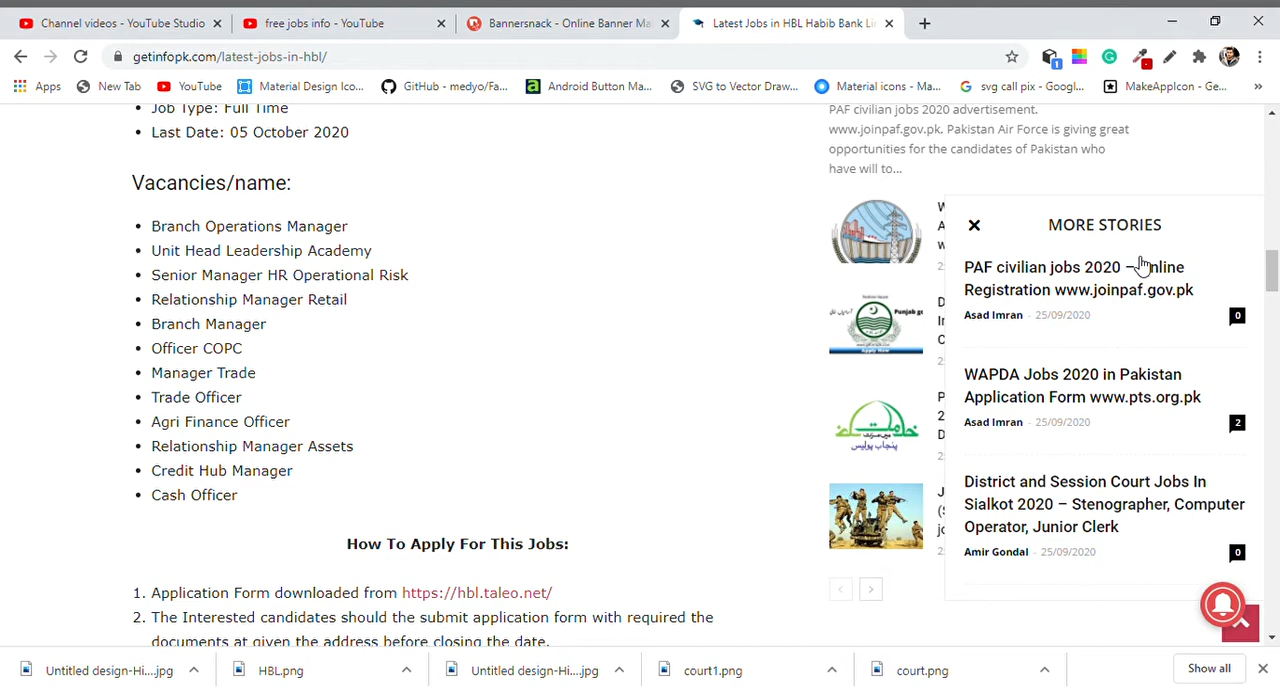 Channel videos - YouTube Studio
free jobs info - YouTube
Bannersnack - Online Banner Ma
Latest Jobs in HBL Habib Bank Li
getinfopk.com/latest-jobs-in-hbl/
1
Apps
New Tab
YouTube
Material Design Ico...
GitHub - medyo/Fa...
Android Button Ma...
SVG to Vector Draw...
Material icons - Ma...
svg call pix - Googl...
MakeAppIcon - Ge...
»
Job Type: Full Time
Last Date: 05 October 2020
Vacancies/name:
Branch Operations Manager
Unit Head Leadership Academy
Senior Manager HR Operational Risk
Relationship Manager Retail
Branch Manager
Officer COPC
Manager Trade
Trade Officer
Agri Finance Officer
Relationship Manager Assets
Credit Hub Manager
Cash Officer
How To Apply For This Jobs:
1. Application Form downloaded from https://hbl.taleo.net/
2. The Interested candidates should the submit application form with required the
documents at given the address before closing the date.
PAF civilian jobs 2020 advertisement.
www.joinpaf.gov.pk. Pakistan Air Force is giving great
opportunities for the candidates of Pakistan who
have will to...
MORE STORIES
PAF civilian jobs 2020 – Online
Registration www.joinpaf.gov.pk
Asad Imran - 25/09/2020
0
WAPDA Jobs 2020 in Pakistan
Application Form www.pts.org.pk
Asad Imran - 25/09/2020
2
District and Session Court Jobs In
Sialkot 2020 – Stenographer, Computer
Operator, Junior Clerk
Amir Gondal - 25/09/2020
0
Untitled design-Hi....jpg
HBL.png
Untitled design-Hi....jpg
court1.png
court.png
Show all